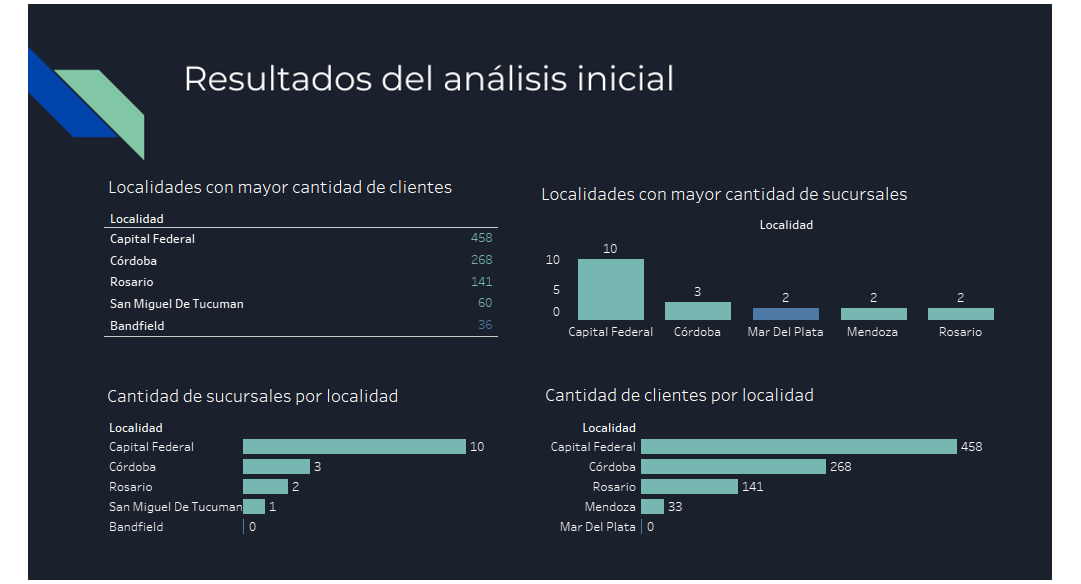 Resultados del análisis inicial
Localidades con mayor cantidad de clientes
Localidad
Capital Federal 458
Córdoba 268
Rosario 141
San Miguel De Tucuman 60
Bandfield 36
Localidades con mayor cantidad de sucursales
Localidad
10
10
3
5
2 2 2
0
Capital Federal Córdoba Mar Del Plata Mendoza Rosario
Cantidad de sucursales por localidad
Localidad
Capital Federal 10
Córdoba 3
Rosario 2
San Miguel De Tucuman 1
Bandfield 0
Cantidad de clientes por localidad
Localidad
Capital Federal 458
Córdoba 268
Rosario 141
Mendoza 33
Mar Del Plata 0